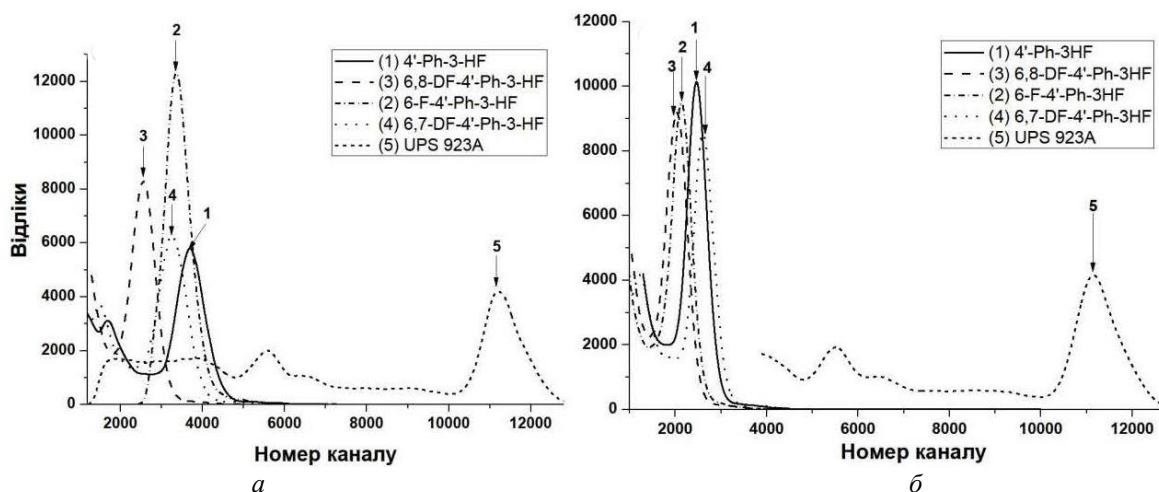 2
(1) 4'-Ph-3-HF
(3) 6,8-DF-4'-Ph-3-HF
(2) 6-F-4'-Ph-3-HF
(4) 6,7-DF-4'-Ph-3-HF
(5) UPS 923A
3
4
1
5
12000
10000
8000
6000
4000
2000
0
Відліки
2000
4000
6000
8000
10000
12000
Номер каналу
а
1
2
3
4
(1) 4'-Ph-3HF
(3) 6,8-DF-4'-Ph-3HF
(2) 6-F-4'-Ph-3HF
(4) 6,7-DF-4'-Ph-3HF
(5) UPS 923A
5
12000
10000
8000
6000
4000
2000
0
2000
4000
6000
8000
10000
12000
Номер каналу
б